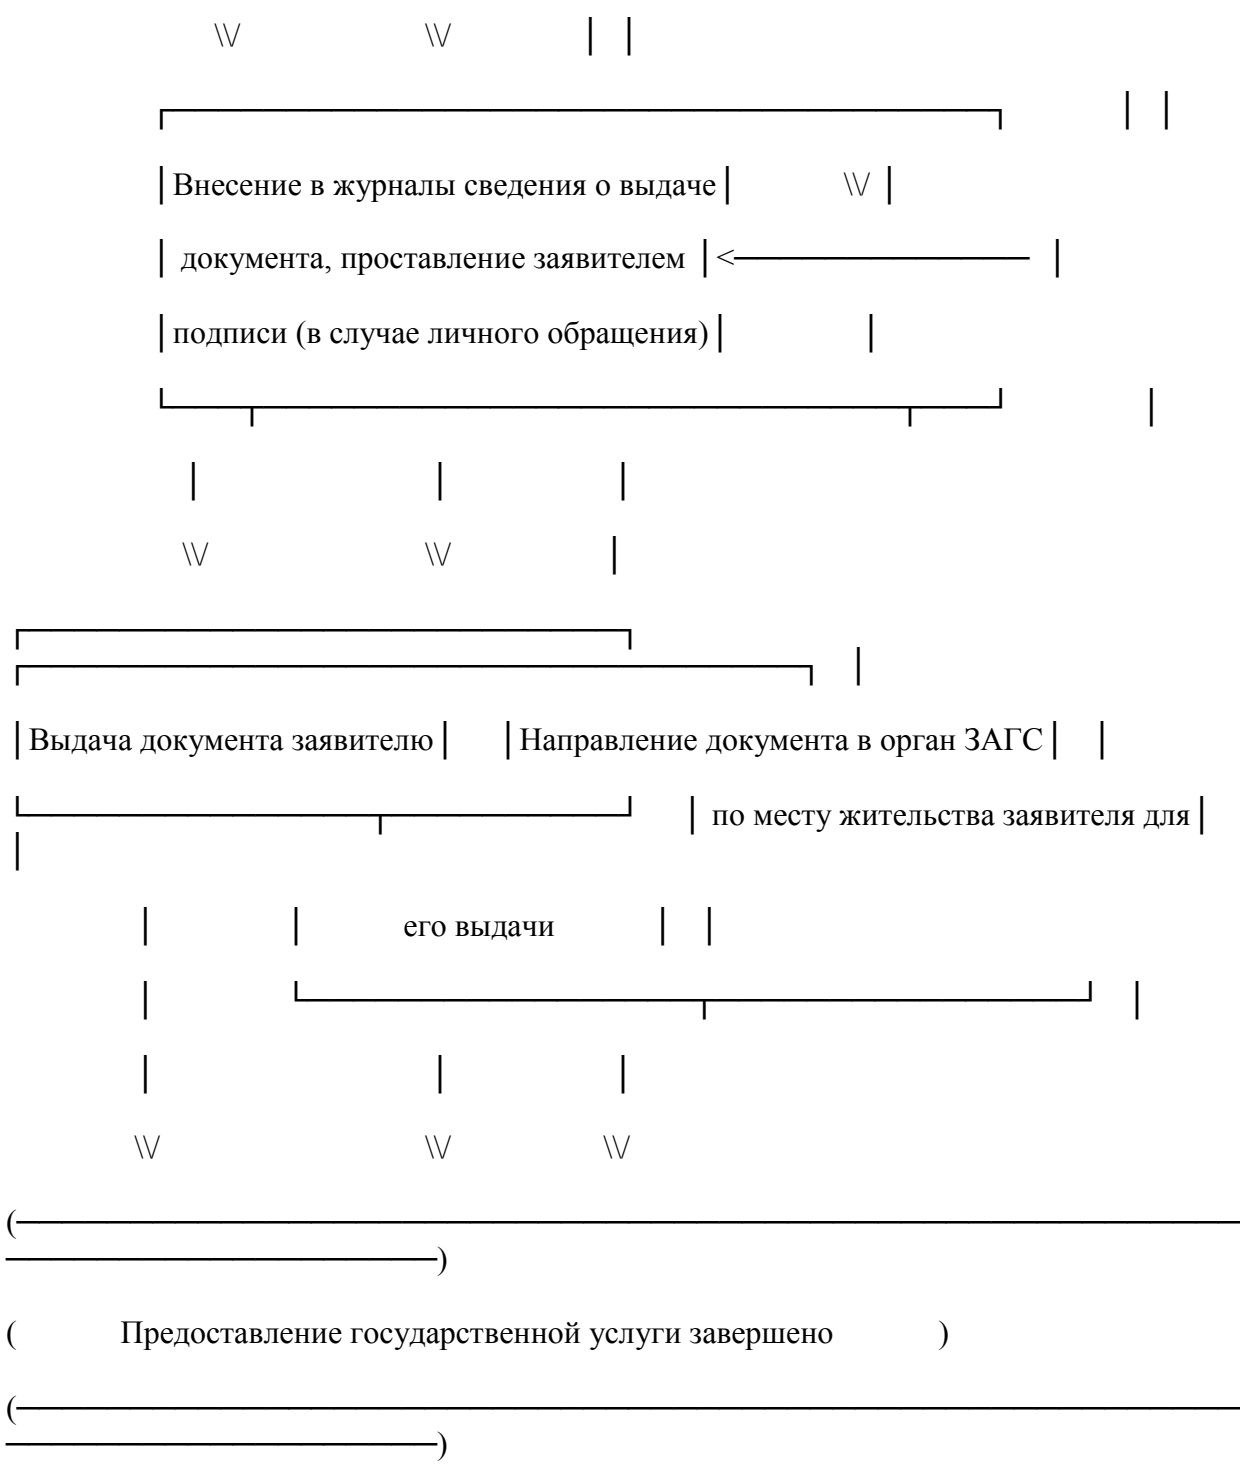 \\/ \\/ │ │
┌─────────────────────────────────────┐ │ │
│Внесение в журналы сведения о выдаче│ \\/ │
│ документа, проставление заявителем │<───────────── │
│подписи (в случае личного обращения)│ │
└───┬─────────────────────────────┬───┘ │
│ │ │
\\/ \\/ │
┌──────────────────────────┐
┌──────────────────────────────────┐ │
│Выдача документа заявителю│ │Направление документа в орган ЗАГС│ │
└───────────────┬──────────┘ │ по месту жительства заявителя для│
│
│ │ его выдачи │ │
│ └─────────────────┬────────────────┘ │
│ │ │
\\/ \\/ \\/
(──────────────────────────────────────────────────────
───────────────────)
( Предоставление государственной услуги завершено )
(──────────────────────────────────────────────────────
───────────────────)